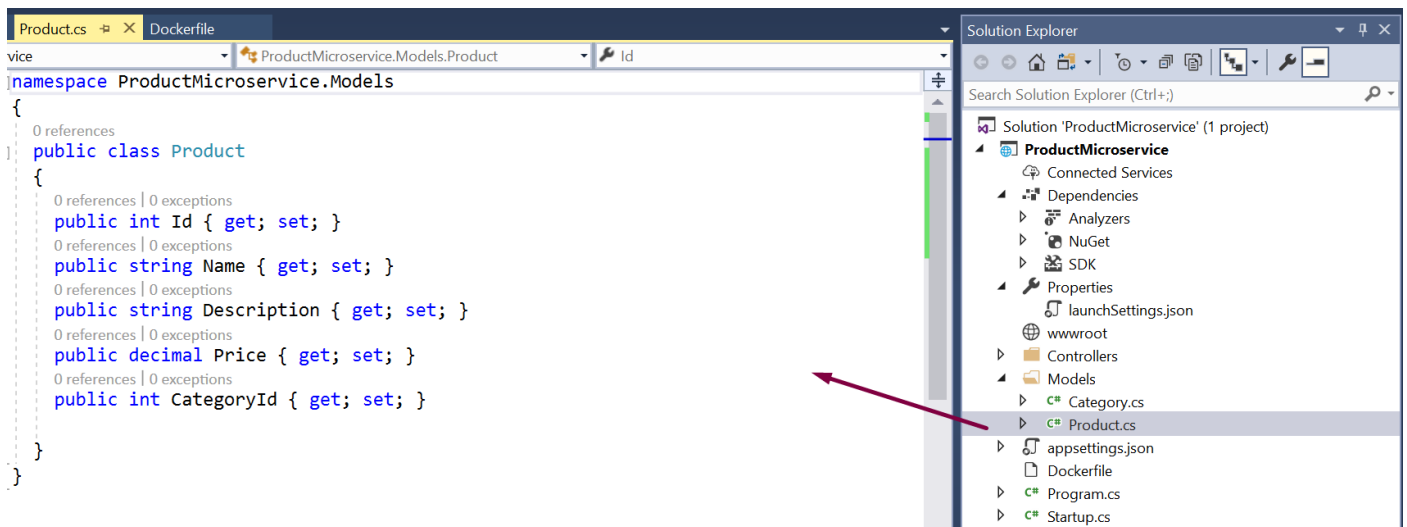 Product.cs Dockerfile
vice ProductMicroservice.Models.Product Id
namespace ProductMicroservice.Models
{
0 references
public class Product
{
0 references | 0 exceptions
public int Id { get; set; }
0 references | 0 exceptions
public string Name { get; set; }
0 references | 0 exceptions
public string Description { get; set; }
0 references | 0 exceptions
public decimal Price { get; set; }
0 references | 0 exceptions
public int CategoryId { get; set; }
}
}
Solution Explorer
Search Solution Explorer (Ctrl+;)
Solution 'ProductMicroservice' (1 project)
ProductMicroservice
Connected Services
Dependencies
Analyzers
NuGet
SDK
Properties
launchSettings.json
wwwroot
Controllers
Models
C# Category.cs
C# Product.cs
appsettings.json
Dockerfile
C# Program.cs
C# Startup.cs